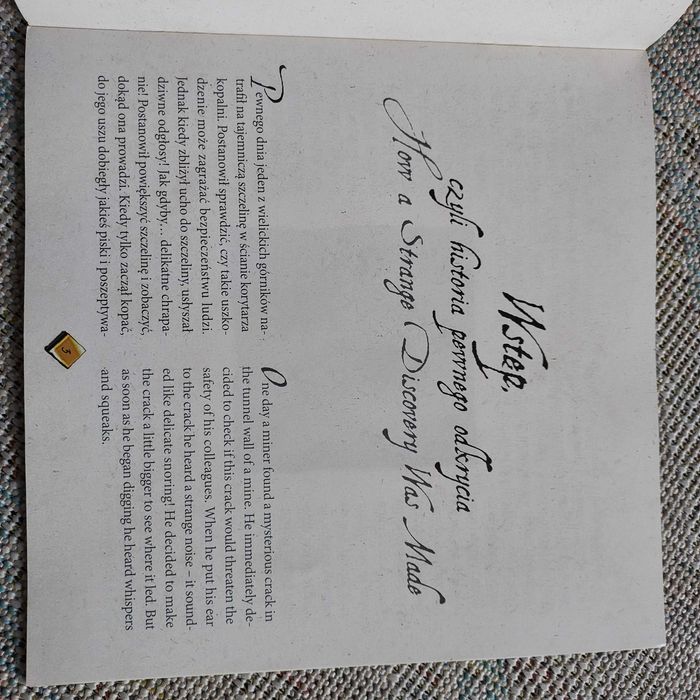 Wstęp,
czyli historia pewnego odkrycia
How a Strange Discovery Was Made
Pewnego dnia jeden z wielickich górników na-
trafił na tajemniczą szczelinę w ścianie korytarza
kopalni. Postanowił sprawdzić, czy takie uszko-
dzenie może zagrażać bezpieczeństwu ludzi.
Jednak kiedy zbliżył ucho do szczeliny, usłyszał
dziwne odgłosy! Jak gdyby... delikatne chrapa-
nie! Postanowił powiększyć szczelinę i zobaczyć,
dokąd ona prowadzi. Kiedy tylko zaczął kopać,
do jego uszu dobiegły jakieś piski i poszeptywa-
One day a miner found a mysterious crack in
the tunnel wall of a mine. He immediately de-
cided to check if this crack would threaten the
safety of his colleagues. When he put his ear
to the crack he heard a strange noise – it sound-
ed like delicate snoring! He decided to make
the crack a little bigger to see where it led. But
as soon as he began digging he heard whispers
and squeaks.
5